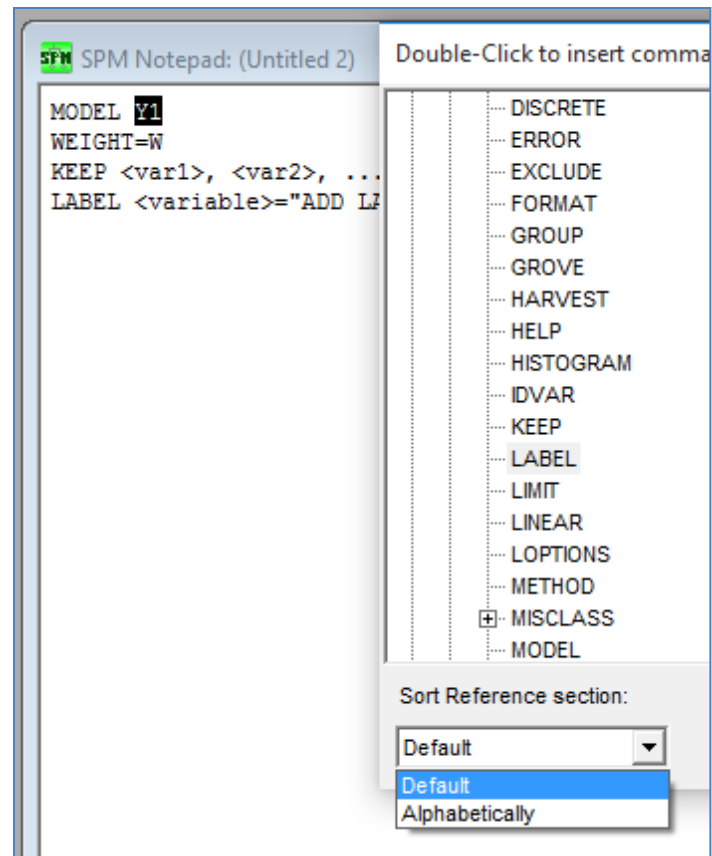 SPM SPM Notepad: (Untitled 2)
MODEL Y1
WEIGHT=W
KEEP <var1>, <var2>, ...
LABEL <variable>="ADD
Double-Click to insert
DISCRETE
ERROR
EXCLUDE
FORMAT
GROUP
GROVE
HARVEST
HELP
HISTOGRAM
IDVAR
KEEP
LABEL
LIMIT
LINEAR
LOPTIONS
METHOD
MISCLASS
MODEL
Sort Reference section:
Default
Default
Alphabetically